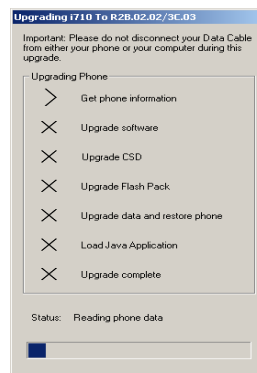 Upgrading i710 To R2B.02.02/3C.03
Important: Please do not disconnect your Data Cable
from either your phone or your computer during this
upgrade.
Upgrading Phone
Get phone information
Upgrade software
Upgrade CSD
Upgrade Flash Pack
Upgrade data and restore phone
Load Java Application
Upgrade complete
Status: Reading phone data